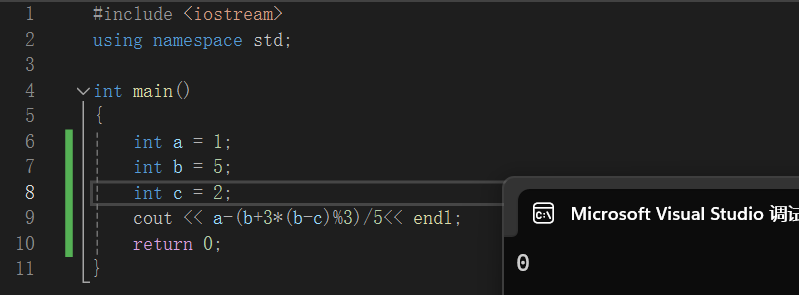 1 #include <iostream>
2 using namespace std;
3
4 int main()
5 {
6 int a = 1;
7 int b = 5;
8 int c = 2;
9 cout << a-(b+3*(b-c)%3)/5<< endl;
10 return 0;
11 }
Microsoft Visual Studio 调试
0